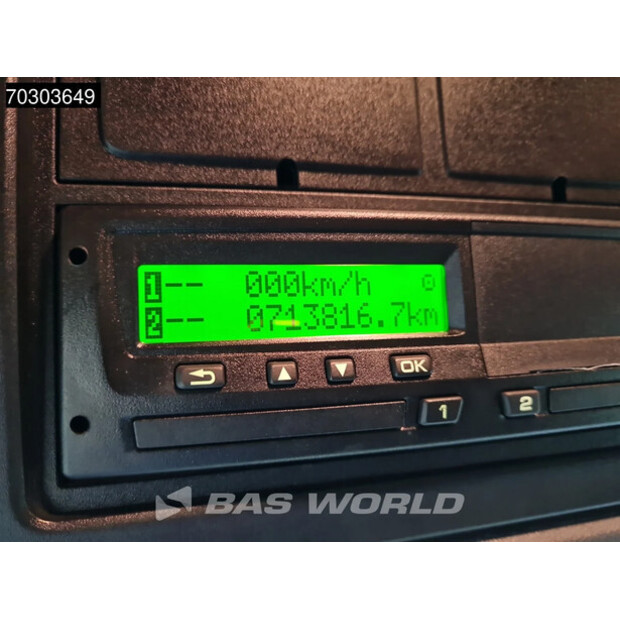 70303649
1-- 000km/h
2-- 0713816.7km
OK
1
2
BAS WORLD